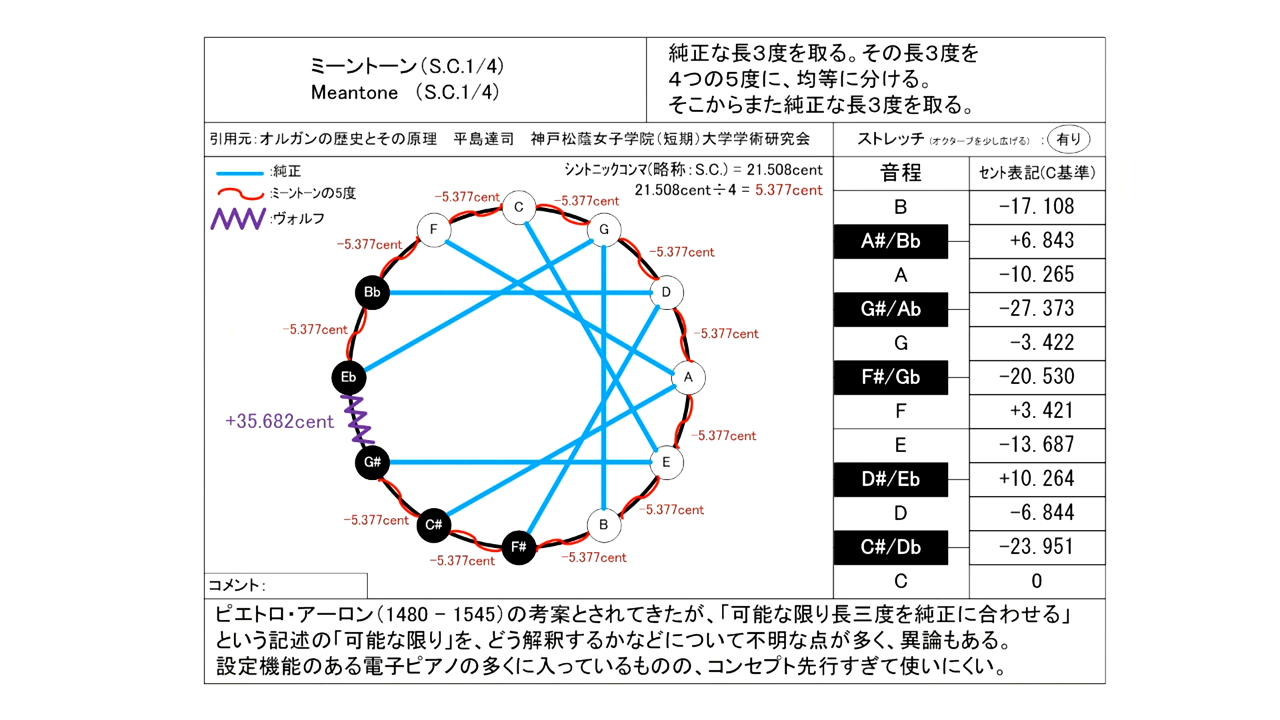 ミーントーン(S.C.1/4)
Meantone (S.C.1/4)
純正な長3度を取る。その長3度を
4つの5度に、均等に分ける。
そこからまた純正な長3度を取る。
引用元:オルガンの歴史とその原理 平島達司 神戸松蔭女子学院(短期)大学学術研究会
ストレッチ(オクターブを少し広げる) : 有り
:純正
:ミーントーンの5度
:ヴォルフ
シントニックコンマ(略称:S.C.) = 21.508cent
21.508cent÷4 = 5.377cent
-5.377cent
C
-5.377cent
G
-5.377cent
D
-5.377cent
A
-5.377cent
E
-5.377cent
B
-5.377cent
F#
-5.377cent
C#
-5.377cent
G#
+35.682cent
Eb
-5.377cent
Bb
-5.377cent
F
音程 セント表記(C基準)
B -17.108
A#/Bb +6.843
A -10.265
G#/Ab -27.373
G -3.422
F#/Gb -20.530
F +3.421
E -13.687
D#/Eb +10.264
D -6.844
C#/Db -23.951
C 0
コメント:
ピエトロ・アーロン(1480 - 1545)の考案とされてきたが、「可能な限り長三度を純正に合わせる」
という記述の「可能な限り」を、どう解釈するかなどについて不明な点が多く、異論もある。
設定機能のある電子ピアノの多くに入っているものの、コンセプト先行すぎて使いにくい。